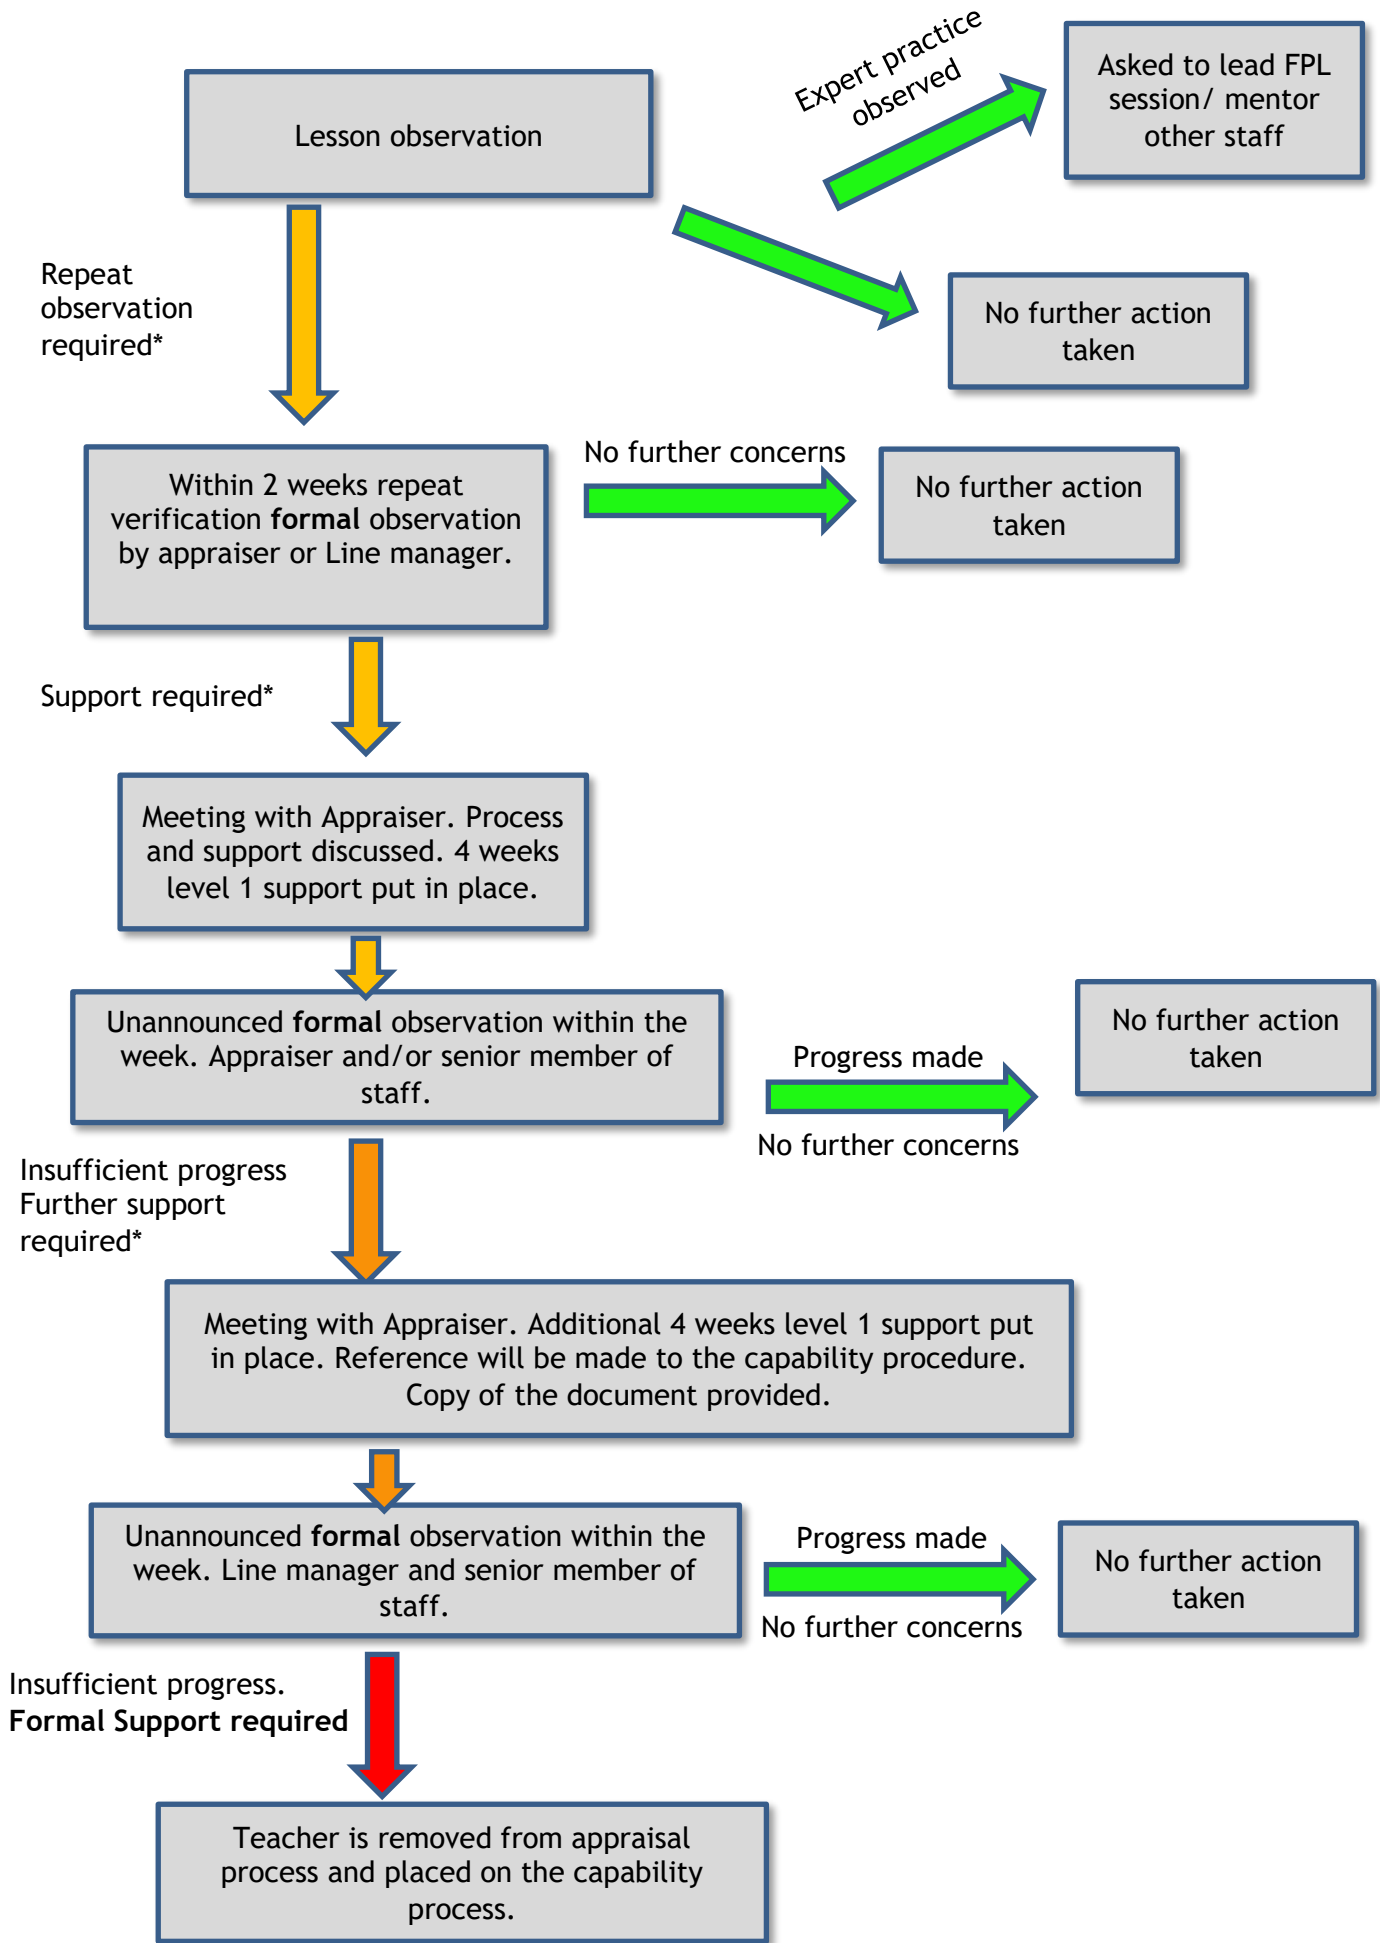 Expert practice
observed
Asked to lead FPL
session/ mentor
other staff
Lesson observation
Repeat
observation
required*
No further action
taken
Within 2 weeks repeat
verification formal observation
by appraiser or Line manager.
No further concerns
No further action
taken
Support required*
Meeting with Appraiser. Process
and support discussed. 4 weeks
level 1 support put in place.
Unannounced formal observation within the
week. Appraiser and/or senior member of
staff.
Progress made
No further concerns
No further action
taken
Insufficient progress
Further support
required*
Meeting with Appraiser. Additional 4 weeks level 1 support put
in place. Reference will be made to the capability procedure.
Copy of the document provided.
Unannounced formal observation within the
week. Line manager and senior member of
staff.
Progress made
No further concerns
No further action
taken
Insufficient progress.
Formal Support required
Teacher is removed from appraisal
process and placed on the capability
process.